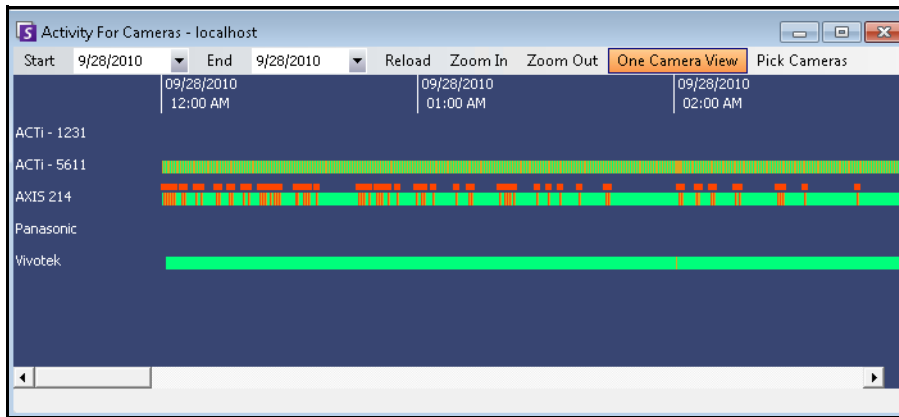 Activity For Cameras - localhost
Start 9/28/2010 End 9/28/2010 Reload Zoom In Zoom Out One Camera View Pick Cameras
09/28/2010 09/28/2010 09/28/2010
12:00 AM 01:00 AM 02:00 AM
ACTi - 1231
ACTi - 5611
AXIS 214
Panasonic
Vivotek